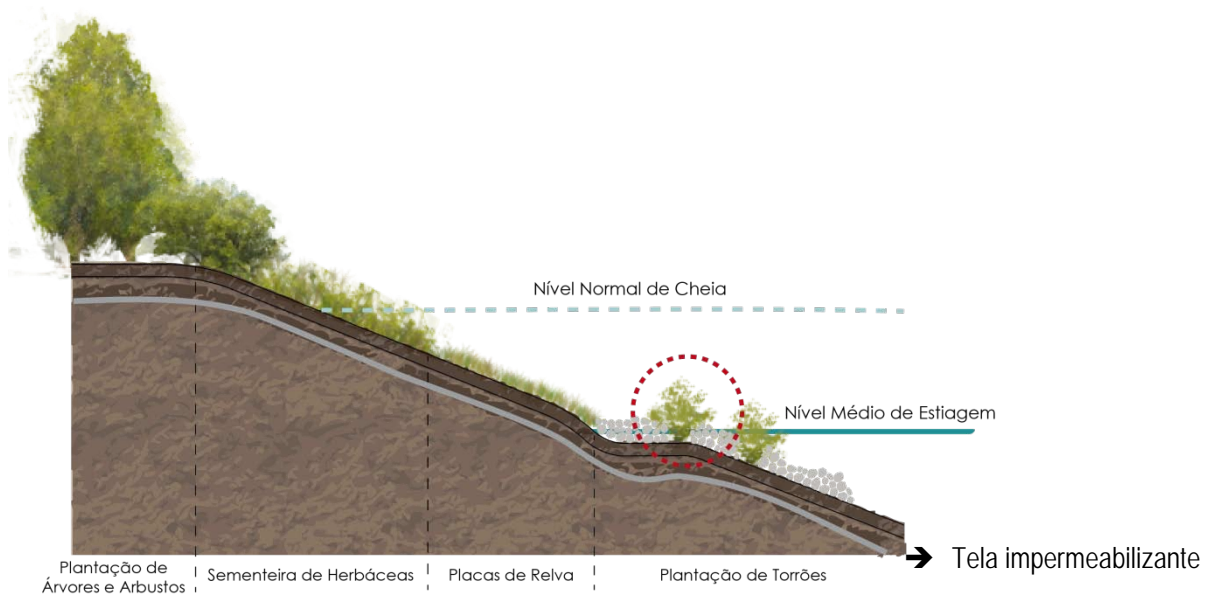 Nível Normal de Cheia
Nível Médio de Estiagem
Tela impermeabilizante
Plantação de
Árvores e Arbustos
Sementeira de Herbáceas
Placas de Relva
Plantação de Torrões